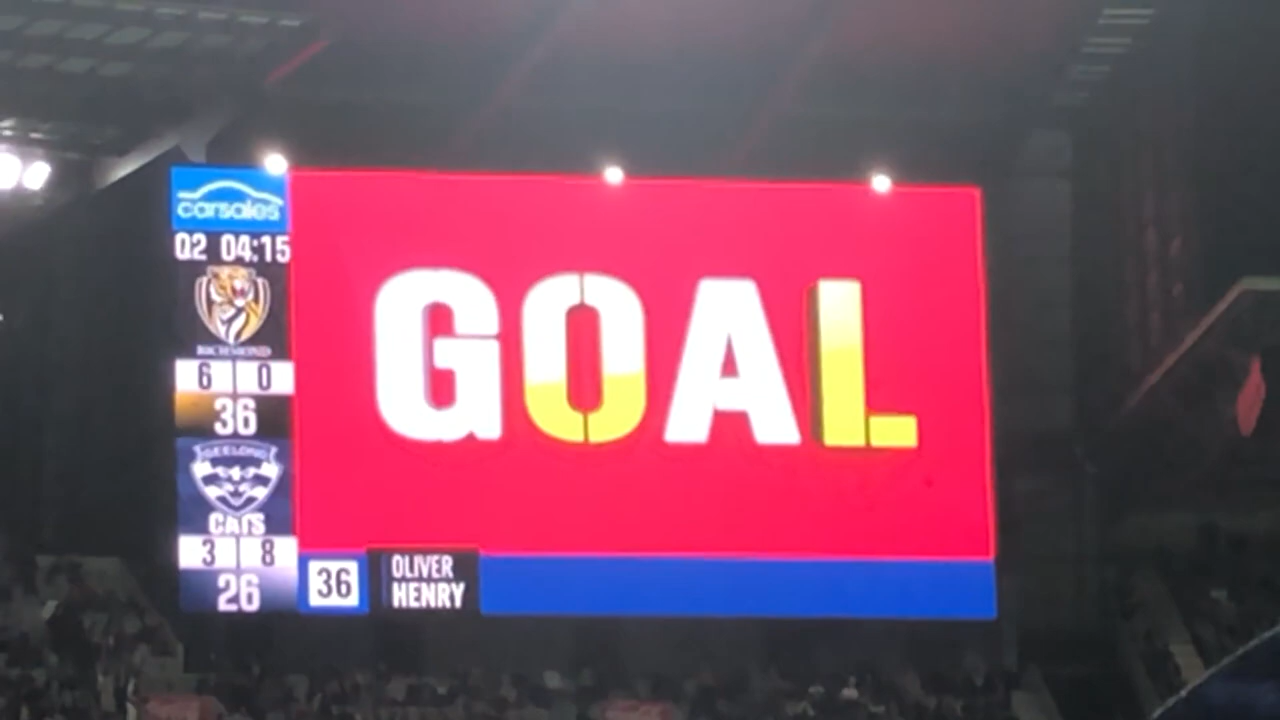 carsales
Q2 04:15
RICHMOND
6 0
36
GEELONG
CATS
3 8
26
GOAL
36
OLIVER
HENRY